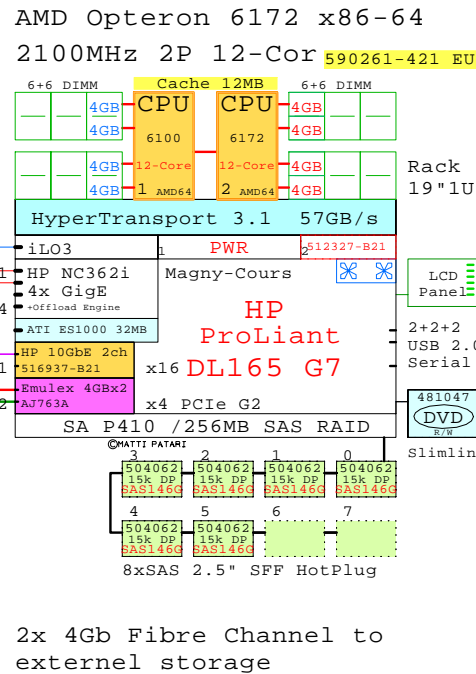 AMD Opteron 6172 x86-64
2100MHz 2P 12-Cor 590261-421 EU
6+6 DIMM Cache 12MB 6+6 DIMM
4GB CPU CPU 4GB
4GB 4GB
6100 6172
4GB 12-Core 12-Core 4GB
4GB 1 AMD64 2 AMD64 4GB
Rack
19"1U
HyperTransport 3.1 57GB/s
iLO3 1 PWR 2 512327-B21
1 HP NC362i Magny-Cours
4x GigE
4 +Offload Engine
LCD
Panel
ATI ES1000 32MB
HP
ProLiant
DL165 G7
2+2+2
USB 2.0
Serial
HP 10GbE 2ch
1 516937-B21 x16
Emulex 4GBx2
2 AJ763A x4 PCIe G2
481047
DVD
R/W
Slimlin
SA P410 /256MB SAS RAID
©MATTI PATARI
3 2 1 0
504062 504062 504062 504062
15k DP 15k DP 15k DP 15k DP
SAS146G SAS146G SAS146G SAS146G
4 5 6 7
504062 504062
15k DP 15k DP
SAS146G SAS146G
8xSAS 2.5" SFF HotPlug
2x 4Gb Fibre Channel to
externel storage